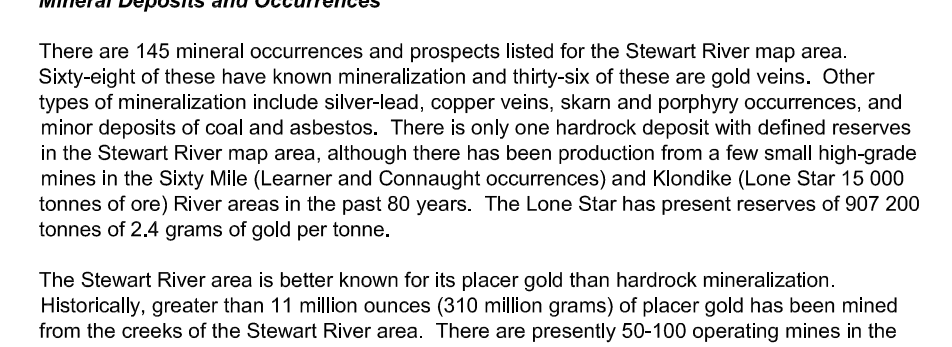 Mineral Deposits and Occurrences
There are 145 mineral occurrences and prospects listed for the Stewart River map area.
Sixty-eight of these have known mineralization and thirty-six of these are gold veins.  Other
types of mineralization include silver-lead, copper veins, skarn and porphyry occurrences, and
minor deposits of coal and asbestos.  There is only one hardrock deposit with defined reserves
in the Stewart River map area, although there has been production from a few small high-grade
mines in the Sixty Mile (Learner and Connaught occurrences) and Klondike (Lone Star 15 000
tonnes of ore) River areas in the past 80 years.  The Lone Star has present reserves of 907 200
tonnes of 2.4 grams of gold per tonne.
The Stewart River area is better known for its placer gold than hardrock mineralization.
Historically, greater than 11 million ounces (310 million grams) of placer gold has been mined
from the creeks of the Stewart River area.  There are presently 50-100 operating mines in the